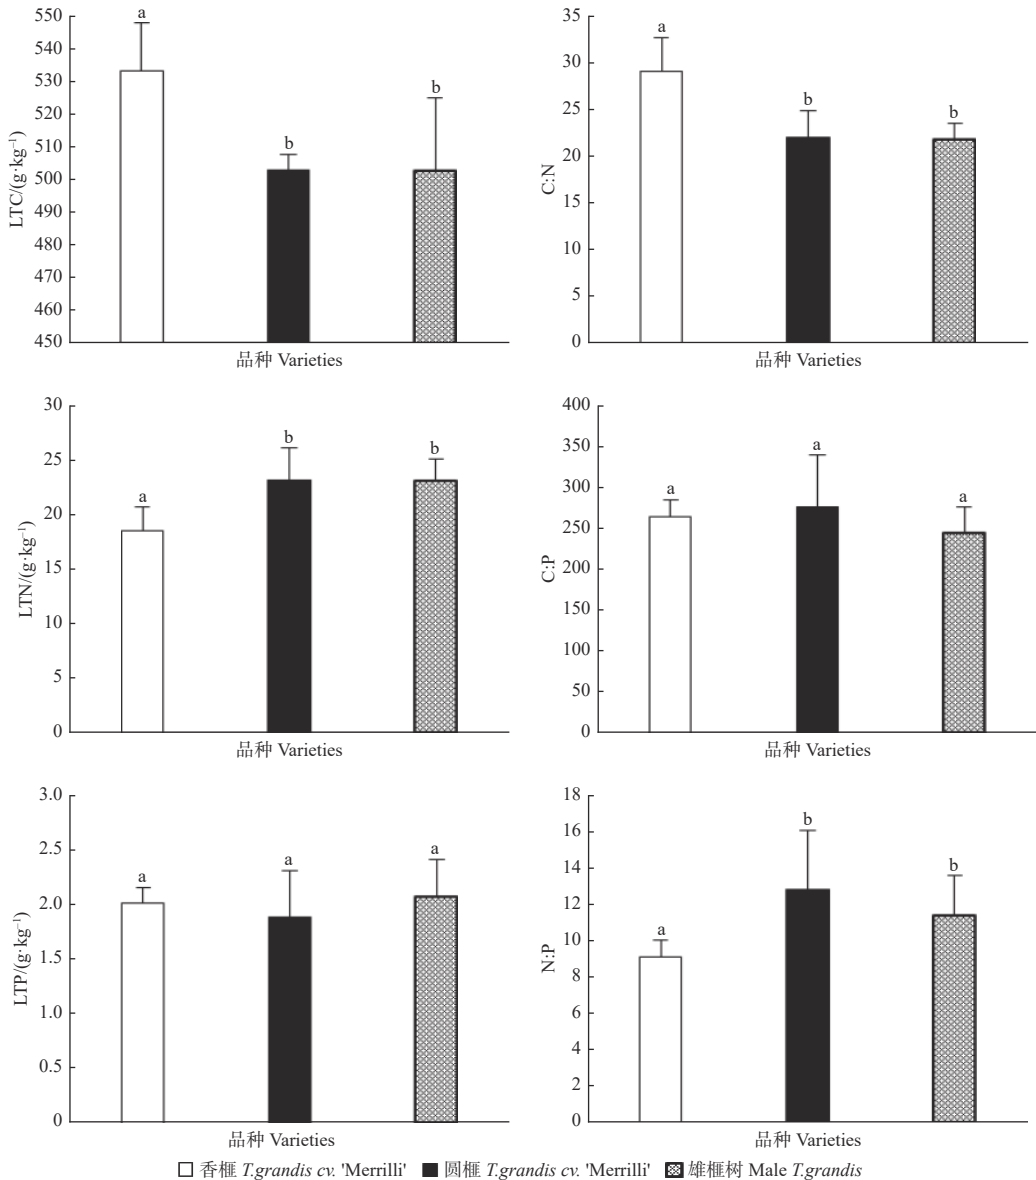 550
540
530
520
510
500
490
480
470
460
450
LTC/(g·kg⁻¹)
a
b
b
品种 Varieties
35
30
25
20
15
10
5
0
C:N
a
b
b
品种 Varieties
30
25
20
15
10
5
0
LTN/(g·kg⁻¹)
a
b
b
品种 Varieties
400
350
300
250
200
150
100
50
0
C:P
a
a
a
品种 Varieties
3.0
2.5
2.0
1.5
1.0
0.5
0
LTP/(g·kg⁻¹)
a
a
a
品种 Varieties
18
16
14
12
10
8
6
4
2
0
N:P
a
b
b
品种 Varieties
香榧 T.grandis cv. 'Merrilli' 圆榧 T.grandis cv. 'Merrilli' 雄榧树 Male T.grandis